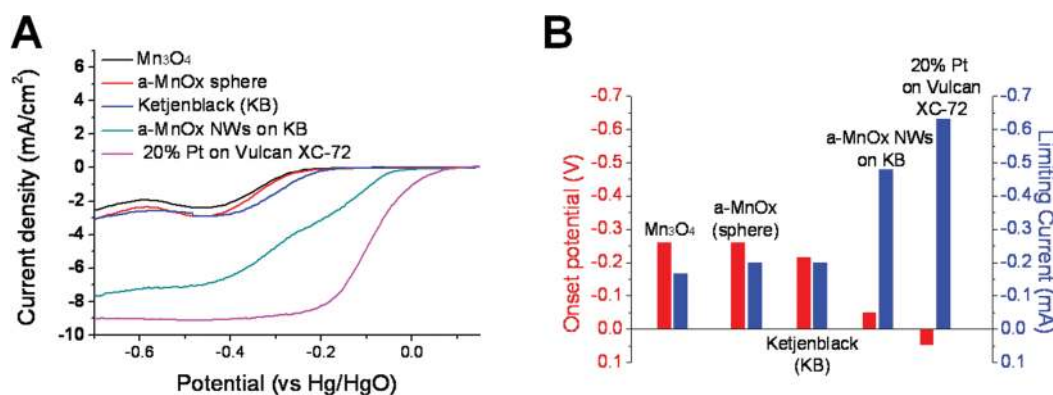 A
Mn₃O₄
a-MnOx sphere
Ketjenblack (KB)
a-MnOx NWs on KB
20% Pt on Vulcan XC-72
6
4
2
0
-2
-4
-6
-8
-10
Current density (mA/cm²)
-0.6
-0.4
-0.2
0.0
Potential (vs Hg/HgO)
B
Onset potential (V)
-0.7
-0.6
-0.5
-0.4
-0.3
-0.2
-0.1
0.0
0.1
Mn₃O₄
a-MnOx
(sphere)
Ketjenblack
(KB)
a-MnOx NWs
on KB
20% Pt
on Vulcan
XC-72
-0.7
-0.6
-0.5
-0.4
-0.3
-0.2
-0.1
0.0
0.1
Limiting Current (mA)